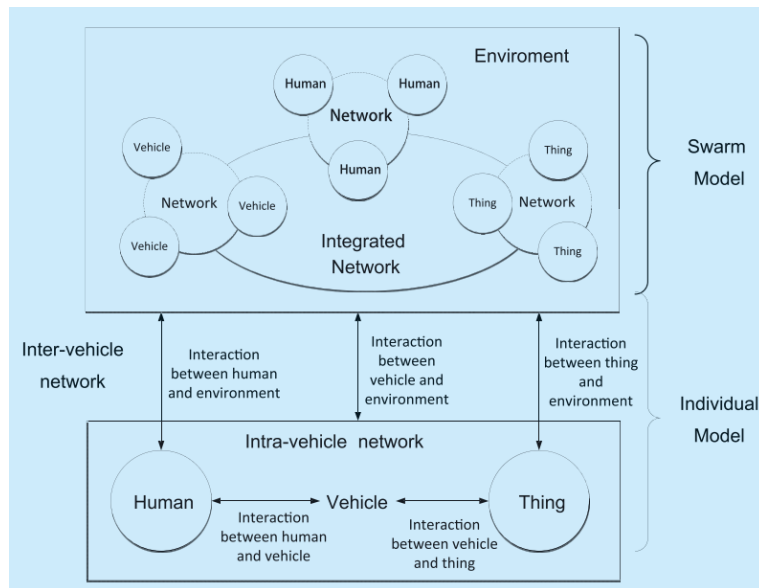 Enviroment
Human
Human
Network
Human
Vehicle
Network
Vehicle
Vehicle
Thing
Thing
Network
Thing
Integrated
Network
Swarm
Model
Inter-vehicle
network
Interaction
between human
and environment
Interaction
between
vehicle and
environment
Interaction
between thing
and
environment
Individual
Model
Intra-vehicle network
Human
Vehicle
Thing
Interaction
between human
and vehicle
Interaction
between vehicle
and thing